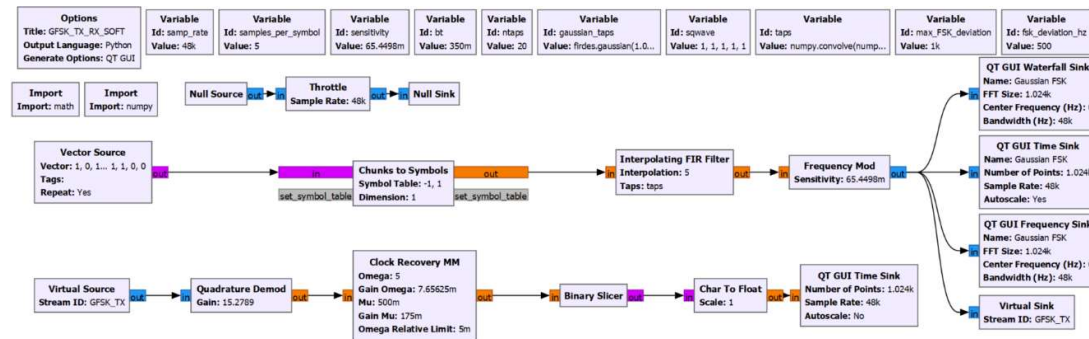 Options
Title: GFSK_TX_RX_SOFT
Output Language: Python
Generate Options: QT GUI
Variable
Id: samp_rate
Value: 48k
Variable
Id: samples_per_symbol
Value: 5
Variable
Id: sensitivity
Value: 65.4498m
Variable
Id: bt
Value: 350m
Variable
Id: ntaps
Value: 20
Variable
Id: gaussian_taps
Value: firdes.gaussian(1.0...
Variable
Id: sqwave
Value: 1, 1, 1, 1, 1
Variable
Id: taps
Value: numpy.convolve(nump...
Variable
Id: max_FSK_deviation
Value: 1k
Variable
Id: fsk_deviation_hz
Value: 500
Import
Import: math
Import
Import: numpy
Null Source
out
in
Throttle
Sample Rate: 48k
out
in
Null Sink
in
QT GUI Waterfall Sink
Name: Gaussian FSK
FFT Size: 1.024k
Center Frequency (Hz):
Bandwidth (Hz): 48k
Vector Source
Vector: 1, 0, 1... 1, 1, 0, 0
Tags:
Repeat: Yes
out
in
set_symbol_table
Chunks to Symbols
Symbol Table: -1, 1
Dimension: 1
out
set_symbol_table
in
Interpolating FIR Filter
Interpolation: 5
Taps: taps
out
in
Frequency Mod
Sensitivity: 65.4498m
out
in
QT GUI Time Sink
Name: Gaussian FSK
Number of Points: 1.024k
Sample Rate: 48k
Autoscale: Yes
in
QT GUI Frequency Sink
Name: Gaussian FSK
FFT Size: 1.024k
Center Frequency (Hz):
Bandwidth (Hz): 48k
in
Virtual Sink
Stream ID: GFSK_TX
Virtual Source
Stream ID: GFSK_TX
out
in
Quadrature Demod
Gain: 15.2789
out
in
Clock Recovery MM
Omega: 5
Gain Omega: 7.65625m
Mu: 500m
Gain Mu: 175m
Omega Relative Limit: 5m
out
in
Binary Slicer
out
in
Char To Float
Scale: 1
out
in
QT GUI Time Sink
Number of Points: 1.024k
Sample Rate: 48k
Autoscale: No